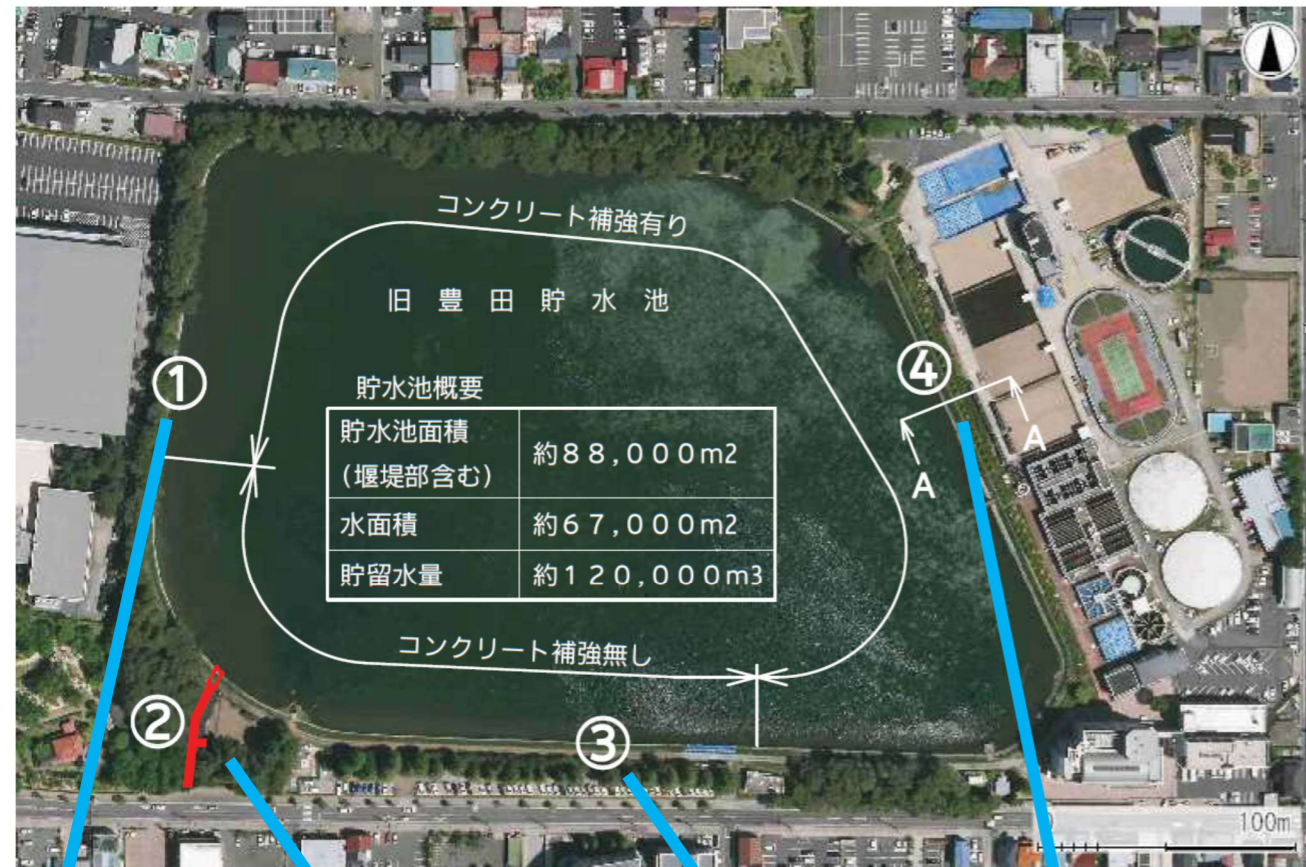 コンクリート補強有り
旧豊田貯水池
①
④
貯水池概要
貯水池面積
(堰堤部含む)
約88,000m2
水面積
約67,000m2
貯留水量
約120,000m3
A
A
コンクリート補強無し
②
③
0
100m